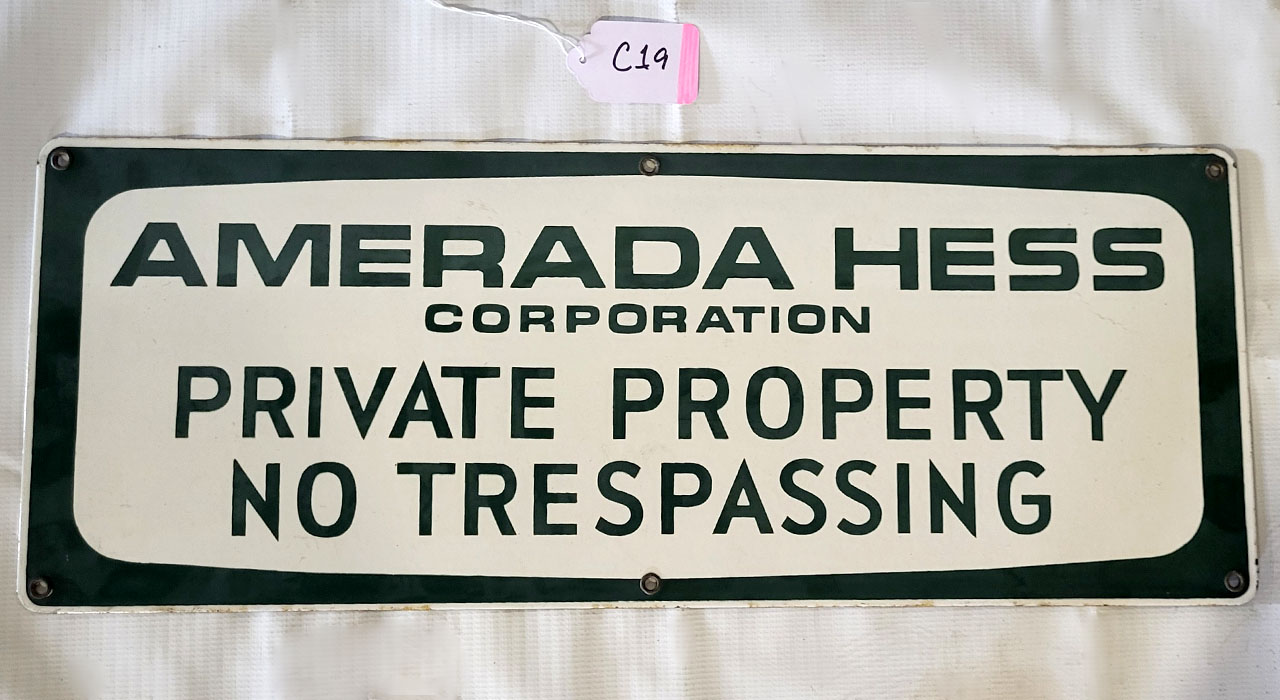 C19
AMERADA HESS
CORPORATION
PRIVATE PROPERTY
NO TRESPASSING